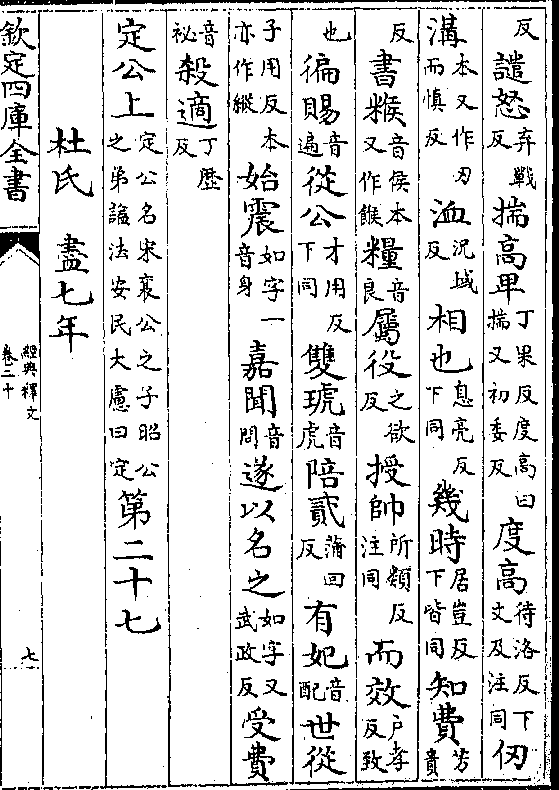 反譴怒弃戰反揣高卑丁果反度高曰揣又初委反度高待洛反下文及注同仞
溝本又作刃而慎反洫况域反相也息亮反下同幾時居豈反下皆同知費芳貴
反書糇音侯本又作餱糧音良屬役之欲反授帥所類反注同而效户孝反致
也徧賜音遍從公才用反下同雙琥音虎陪貳蒲回反有妃音配世從
子用反本亦作縱始震如字一音身嘉聞音問遂以名之如字又武政反受費
音祕殺適丁歴反
定公上定公名宋襄公之子昭公之弟諡法安民大慮曰定第二十七
杜氏 盡七年
欽定四庫全書
經典釋文
卷二十
七